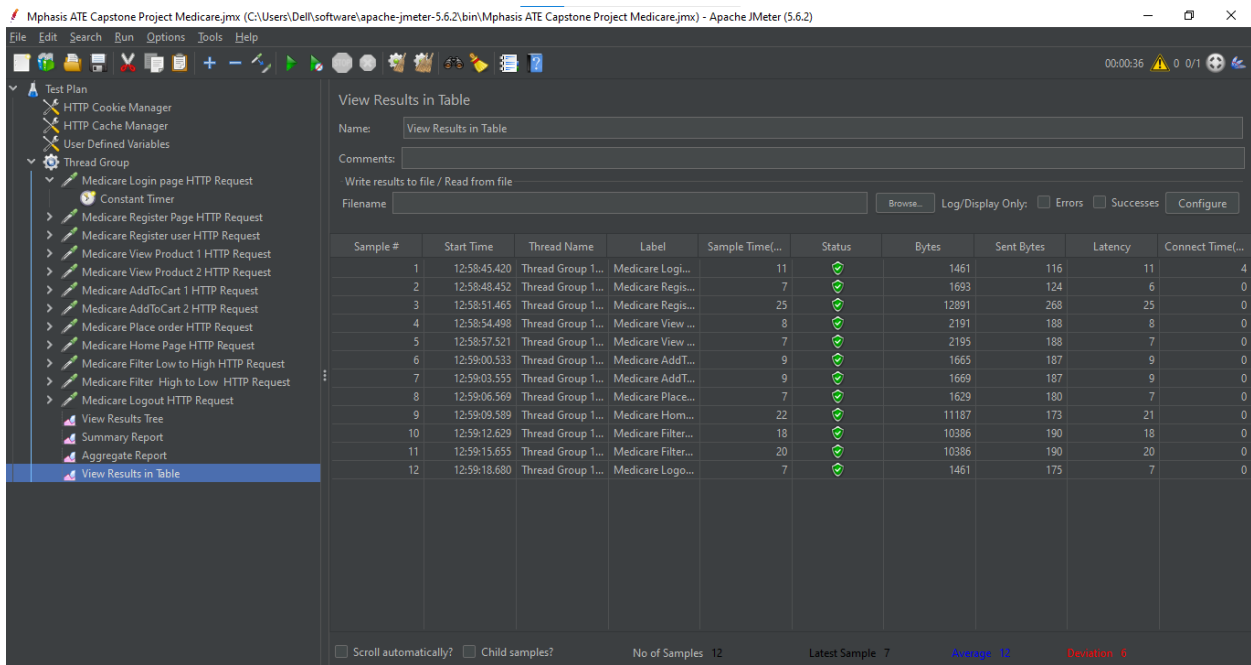 Mphasis ATE Capstone Project Medicare.jmx (C:\Users\Dell\software\apache-jmeter-5.6.2\bin\Mphasis ATE Capstone Project Medicare.jmx) - Apache JMeter (5.6.2)
File Edit Search Run Options Tools Help
00:00:36 0 0/1
Test Plan
HTTP Cookie Manager
HTTP Cache Manager
User Defined Variables
Thread Group
Medicare Login page HTTP Request
Constant Timer
Medicare Register Page HTTP Request
Medicare Register user HTTP Request
Medicare View Product 1 HTTP Request
Medicare View Product 2 HTTP Request
Medicare AddToCart 1 HTTP Request
Medicare AddToCart 2 HTTP Request
Medicare Place order HTTP Request
Medicare Home Page HTTP Request
Medicare Filter Low to High HTTP Request
Medicare Filter High to Low HTTP Request
Medicare Logout HTTP Request
View Results Tree
Summary Report
Aggregate Report
View Results in Table
View Results in Table
Name: View Results in Table
Comments:
Write results to file / Read from file
Filename Browse... Log/Display Only: Errors Successes Configure
Sample # Start Time Thread Name Label Sample Time(... Status Bytes Sent Bytes Latency Connect Time(...
1 12:58:45.420 Thread Group 1... Medicare Logi... 11 1461 116 11 4
2 12:58:48.452 Thread Group 1... Medicare Regis... 7 1693 124 6 0
3 12:58:51.465 Thread Group 1... Medicare Regis... 25 12891 268 25 0
4 12:58:54.498 Thread Group 1... Medicare View ... 8 2191 188 8 0
5 12:58:57.521 Thread Group 1... Medicare View ... 7 2195 188 7 0
6 12:59:00.533 Thread Group 1... Medicare AddT... 9 1665 187 9 0
7 12:59:03.555 Thread Group 1... Medicare AddT... 9 1669 187 9 0
8 12:59:06.569 Thread Group 1... Medicare Place... 7 1629 180 7 0
9 12:59:09.589 Thread Group 1... Medicare Hom... 22 11187 173 21 0
10 12:59:12.629 Thread Group 1... Medicare Filter... 18 10386 190 18 0
11 12:59:15.655 Thread Group 1... Medicare Filter... 20 10386 190 20 0
12 12:59:18.680 Thread Group 1... Medicare Logo... 7 1461 175 7 0
Scroll automatically? Child samples? No of Samples 12 Latest Sample 7 Average 12 Deviation 6